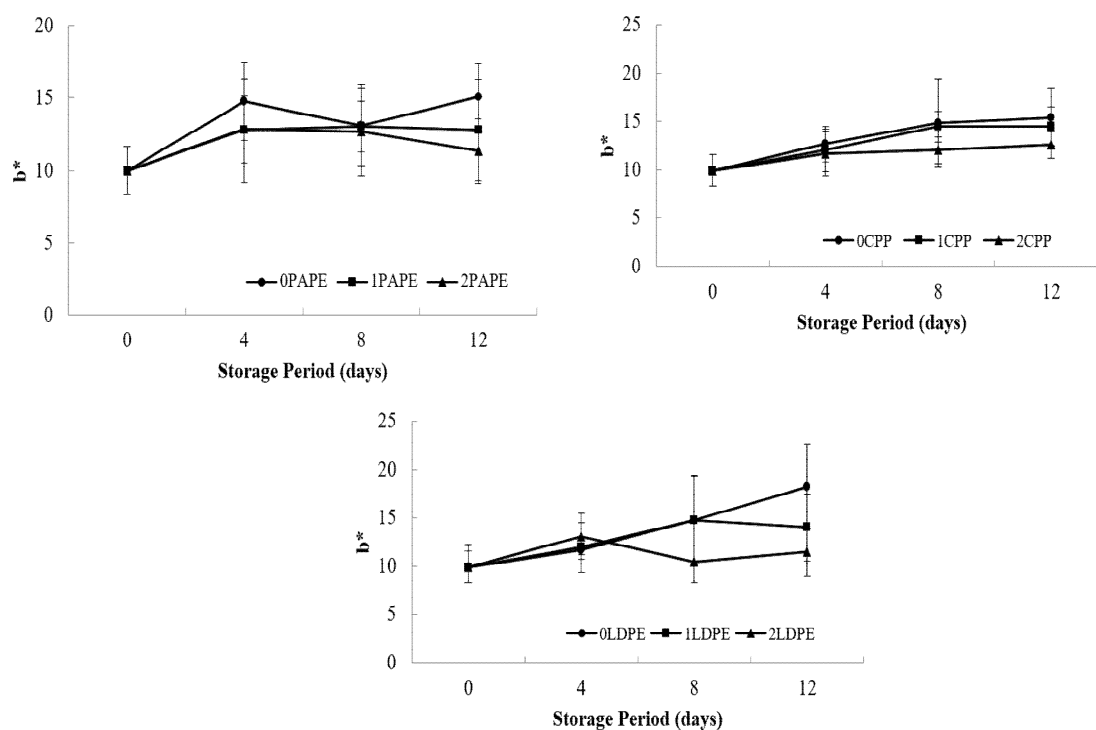 20
15
10
5
0
b*
0PAPE 1PAPE 2PAPE
0 4 8 12
Storage Period (days)
25
20
15
10
5
0
b*
0CPP 1CPP 2CPP
0 4 8 12
Storage Period (days)
25
20
15
10
5
0
b*
0LDPE 1LDPE 2LDPE
0 4 8 12
Storage Period (days)